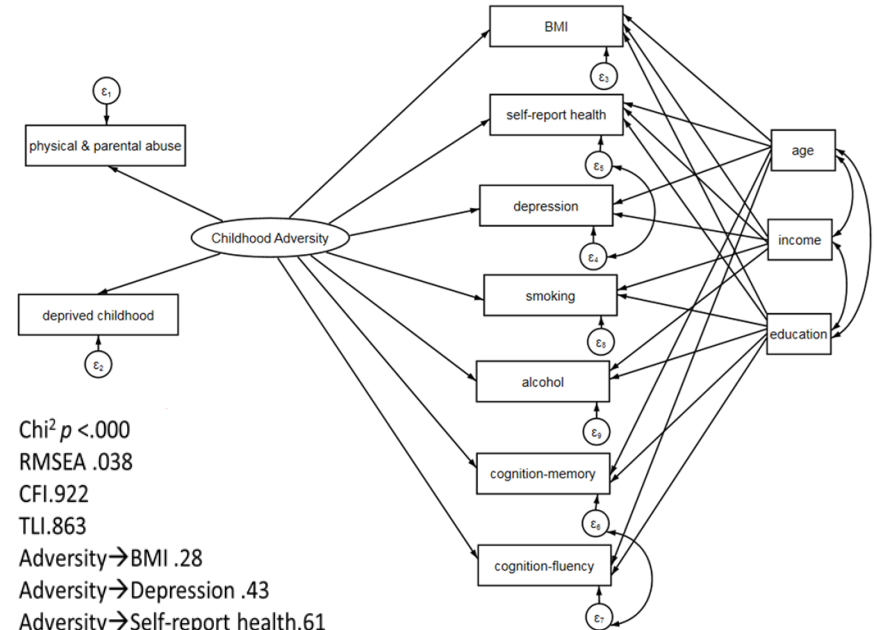 BMI
ε3
ε1
physical & parental abuse
self-report health
ε5
age
depression
ε4
income
Childhood Adversity
smoking
ε8
deprived childhood
ε2
education
alcohol
ε9
Chi² p <.000
RMSEA .038
CFI.922
TLI.863
Adversity→BMI .28
Adversity→Depression .43
Adversity→Self-report health.61
cognition-memory
ε6
cognition-fluency
ε7